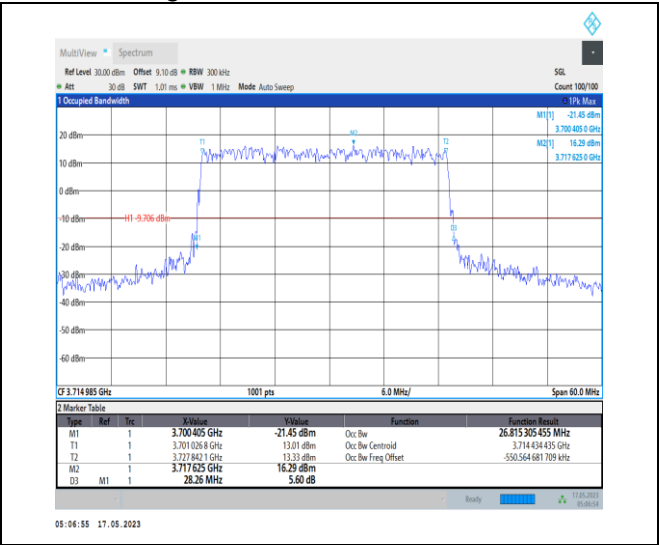 MultiView Spectrum
Ref Level 30.00 dBm Offset 9.10 dB RBW 300 kHz SGL
Att 30 dB SWT 1.01 ms VBW 1 MHz Mode Auto Sweep Count 100/100
1 Occupied Bandwidth 1Pk Max
M1[1] -21.45 dBm
3.700 405 0 GHz
M2[1] 16.29 dBm
3.717 625 0 GHz
20 dBm
T1 M2 T2
10 dBm
0 dBm
-10 dBm H1 -9.706 dBm
M1 D3
-20 dBm
-30 dBm
-40 dBm
-50 dBm
-60 dBm
CF 3.714 985 GHz 1001 pts 6.0 MHz/ Span 60.0 MHz
2 Marker Table
Type Ref Trc X-Value Y-Value Function Function Result
M1 1 3.700 405 GHz -21.45 dBm Occ Bw 26.815 305 455 MHz
T1 1 3.701 026 8 GHz 13.01 dBm Occ Bw Centroid 3.714 434 435 GHz
T2 1 3.727 842 1 GHz 13.33 dBm Occ Bw Freq Offset -550.564 681 709 kHz
M2 1 3.717 625 GHz 16.29 dBm
D3 M1 1 28.26 MHz 5.60 dB
Ready 17.05.2023
05:06:54
05:06:55 17.05.2023